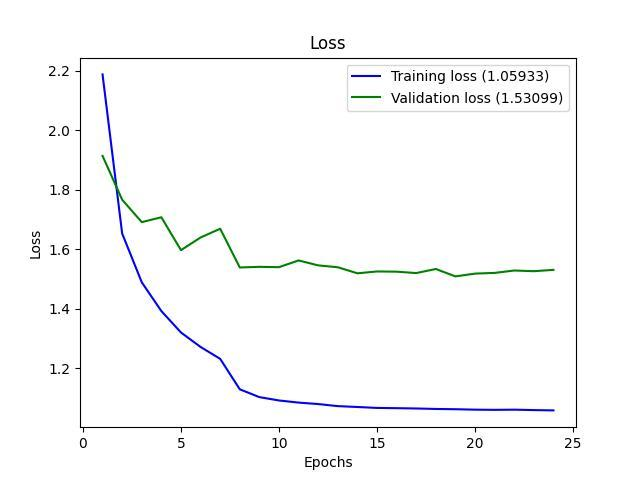 Loss
Training loss (1.05933)
Validation loss (1.53099)
2.2
2.0
1.8
1.6
1.4
1.2
Loss
0
5
10
15
20
25
Epochs